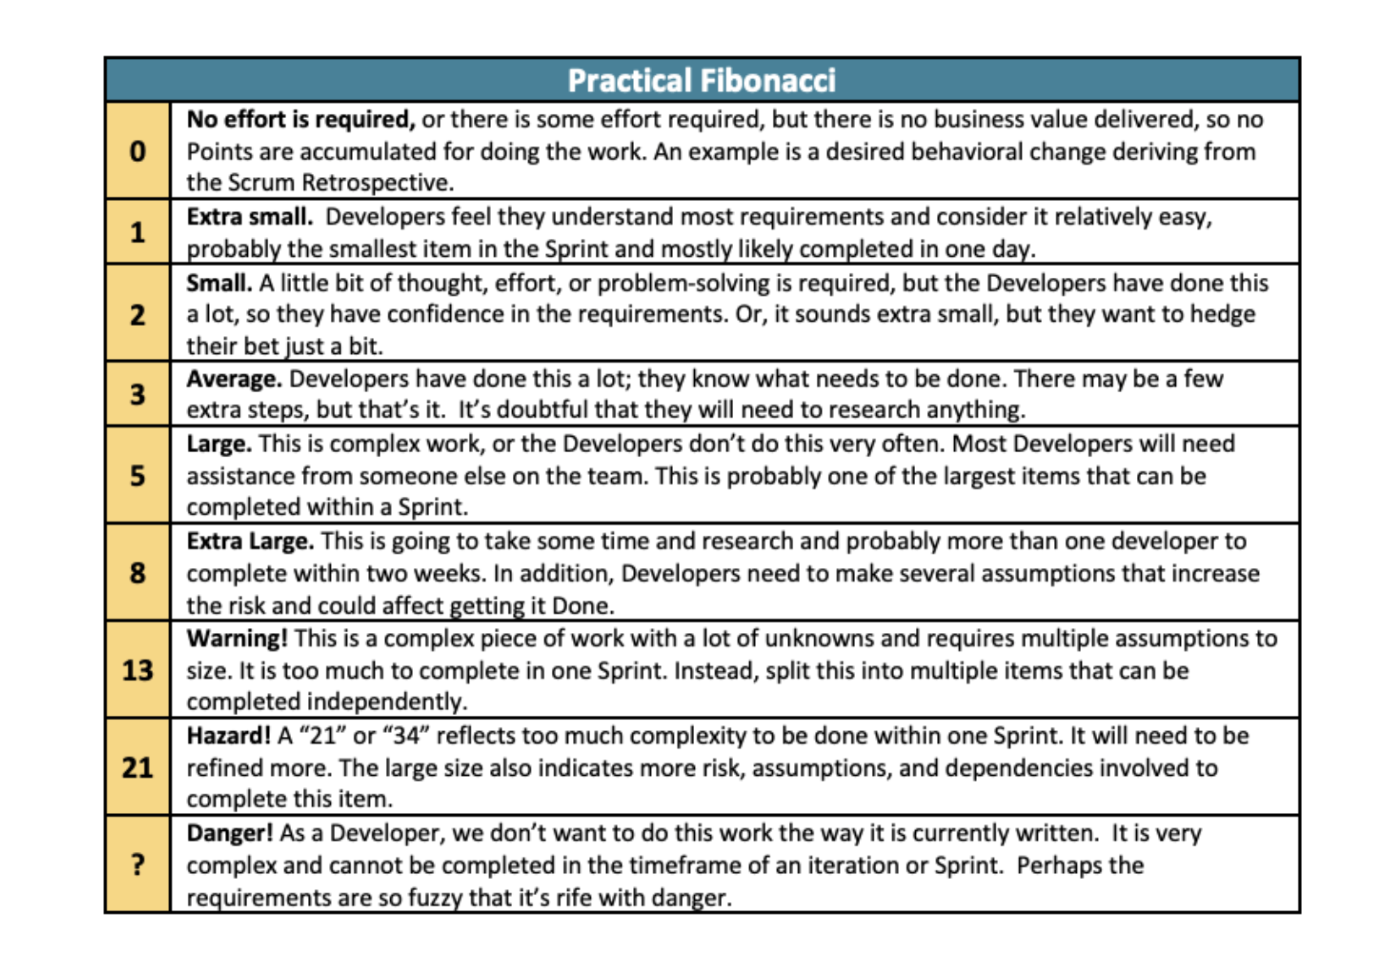 Practical Fibonacci
0
No effort is required, or there is some effort required, but there is no business value delivered, so no
Points are accumulated for doing the work. An example is a desired behavioral change deriving from
the Scrum Retrospective.
1
Extra small.  Developers feel they understand most requirements and consider it relatively easy,
probably the smallest item in the Sprint and mostly likely completed in one day.
2
Small. A little bit of thought, effort, or problem-solving is required, but the Developers have done this
a lot, so they have confidence in the requirements. Or, it sounds extra small, but they want to hedge
their bet just a bit.
3
Average. Developers have done this a lot; they know what needs to be done. There may be a few
extra steps, but that’s it.  It’s doubtful that they will need to research anything.
5
Large. This is complex work, or the Developers don’t do this very often. Most Developers will need
assistance from someone else on the team. This is probably one of the largest items that can be
completed within a Sprint.
8
Extra Large. This is going to take some time and research and probably more than one developer to
complete within two weeks. In addition, Developers need to make several assumptions that increase
the risk and could affect getting it Done.
13
Warning! This is a complex piece of work with a lot of unknowns and requires multiple assumptions to
size. It is too much to complete in one Sprint. Instead, split this into multiple items that can be
completed independently.
21
Hazard! A “21” or “34” reflects too much complexity to be done within one Sprint. It will need to be
refined more. The large size also indicates more risk, assumptions, and dependencies involved to
complete this item.
?
Danger! As a Developer, we don’t want to do this work the way it is currently written.  It is very
complex and cannot be completed in the timeframe of an iteration or Sprint.  Perhaps the
requirements are so fuzzy that it’s rife with danger.